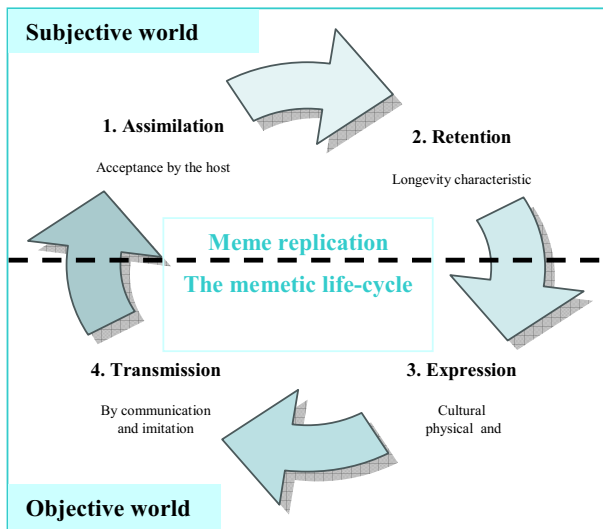 Subjective world
1. Assimilation
Acceptance by the host
2. Retention
Longevity characteristic
Meme replication
The memetic life-cycle
4. Transmission
By communication
and imitation
3. Expression
Cultural
physical and
Objective world